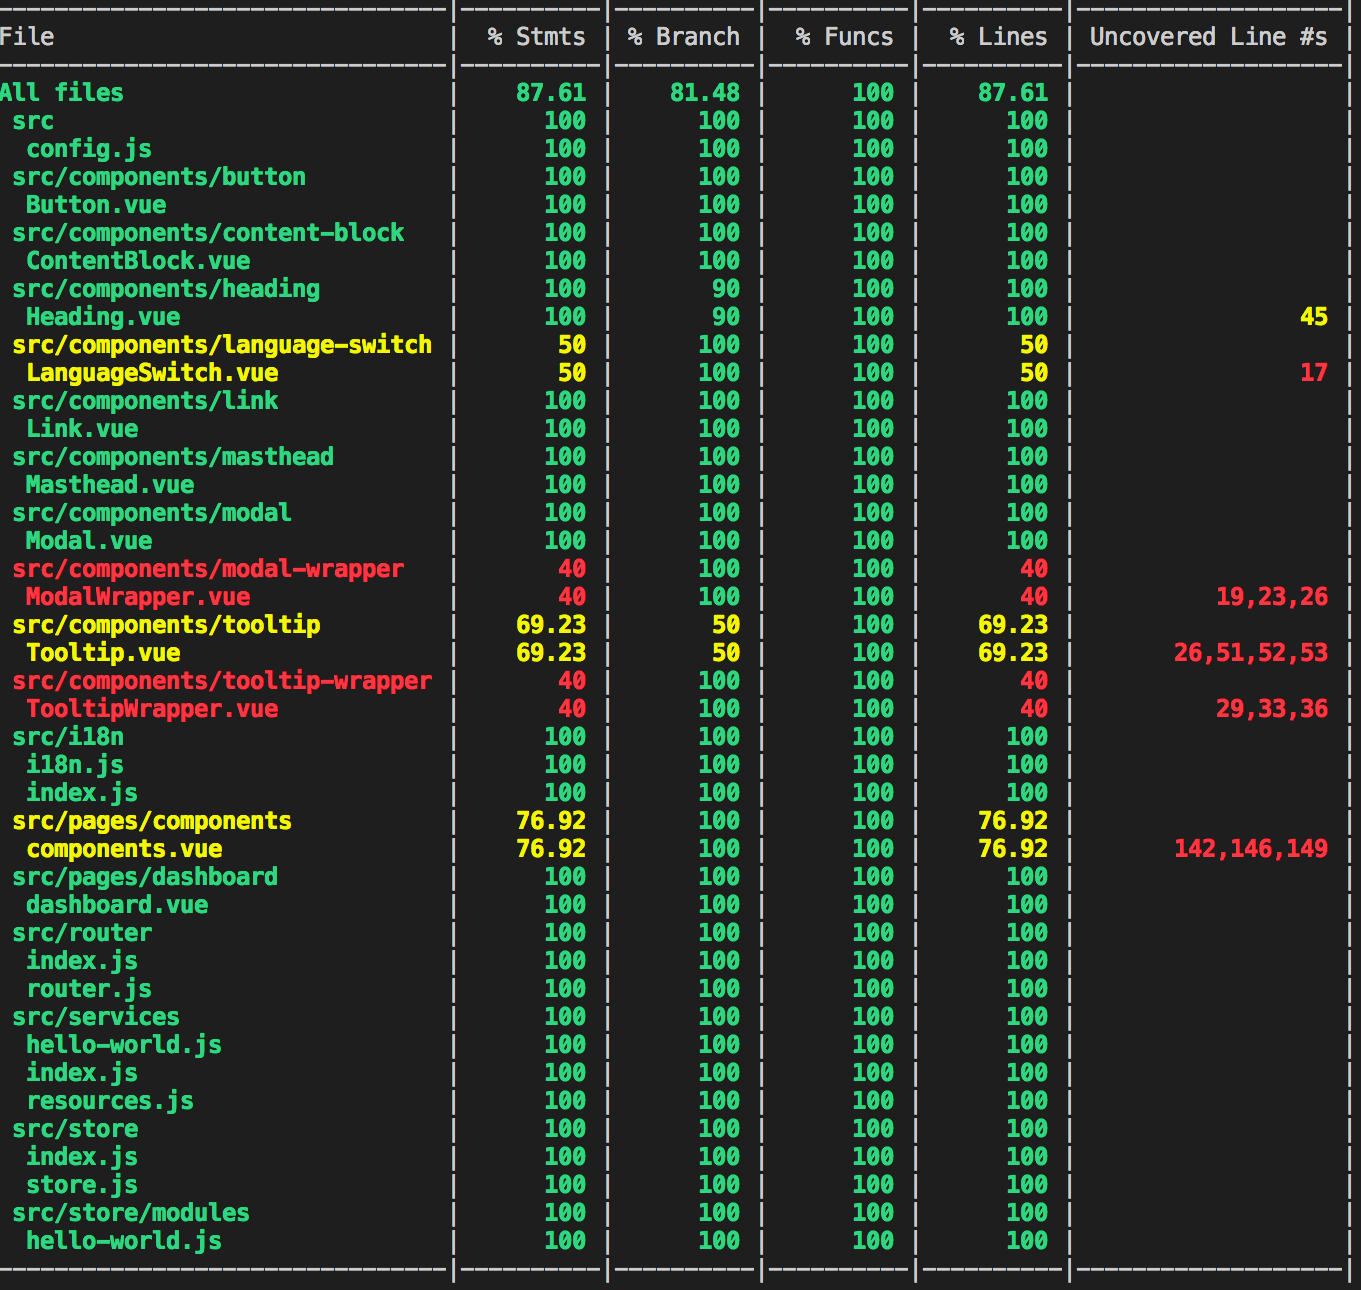 File | % Stmts | % Branch | % Funcs | % Lines | Uncovered Line #s |
All files | 87.61 | 81.48 | 100 | 87.61 | |
src | 100 | 100 | 100 | 100 | |
config.js | 100 | 100 | 100 | 100 | |
src/components/button | 100 | 100 | 100 | 100 | |
Button.vue | 100 | 100 | 100 | 100 | |
src/components/content-block | 100 | 100 | 100 | 100 | |
ContentBlock.vue | 100 | 100 | 100 | 100 | |
src/components/heading | 100 | 90 | 100 | 100 | |
Heading.vue | 100 | 90 | 100 | 100 | 45 |
src/components/language-switch | 50 | 100 | 100 | 50 | |
LanguageSwitch.vue | 50 | 100 | 100 | 50 | 17 |
src/components/link | 100 | 100 | 100 | 100 | |
Link.vue | 100 | 100 | 100 | 100 | |
src/components/masthead | 100 | 100 | 100 | 100 | |
Masthead.vue | 100 | 100 | 100 | 100 | |
src/components/modal | 100 | 100 | 100 | 100 | |
Modal.vue | 100 | 100 | 100 | 100 | |
src/components/modal-wrapper | 40 | 100 | 100 | 40 | |
ModalWrapper.vue | 40 | 100 | 100 | 40 | 19,23,26 |
src/components/tooltip | 69.23 | 50 | 100 | 69.23 | |
Tooltip.vue | 69.23 | 50 | 100 | 69.23 | 26,51,52,53 |
src/components/tooltip-wrapper | 40 | 100 | 100 | 40 | |
TooltipWrapper.vue | 40 | 100 | 100 | 40 | 29,33,36 |
src/i18n | 100 | 100 | 100 | 100 | |
i18n.js | 100 | 100 | 100 | 100 | |
index.js | 100 | 100 | 100 | 100 | |
src/pages/components | 76.92 | 100 | 100 | 76.92 | |
components.vue | 76.92 | 100 | 100 | 76.92 | 142,146,149 |
src/pages/dashboard | 100 | 100 | 100 | 100 | |
dashboard.vue | 100 | 100 | 100 | 100 | |
src/router | 100 | 100 | 100 | 100 | |
index.js | 100 | 100 | 100 | 100 | |
router.js | 100 | 100 | 100 | 100 | |
src/services | 100 | 100 | 100 | 100 | |
hello-world.js | 100 | 100 | 100 | 100 | |
index.js | 100 | 100 | 100 | 100 | |
resources.js | 100 | 100 | 100 | 100 | |
src/store | 100 | 100 | 100 | 100 | |
index.js | 100 | 100 | 100 | 100 | |
store.js | 100 | 100 | 100 | 100 | |
src/store/modules | 100 | 100 | 100 | 100 | |
hello-world.js | 100 | 100 | 100 | 100 | |